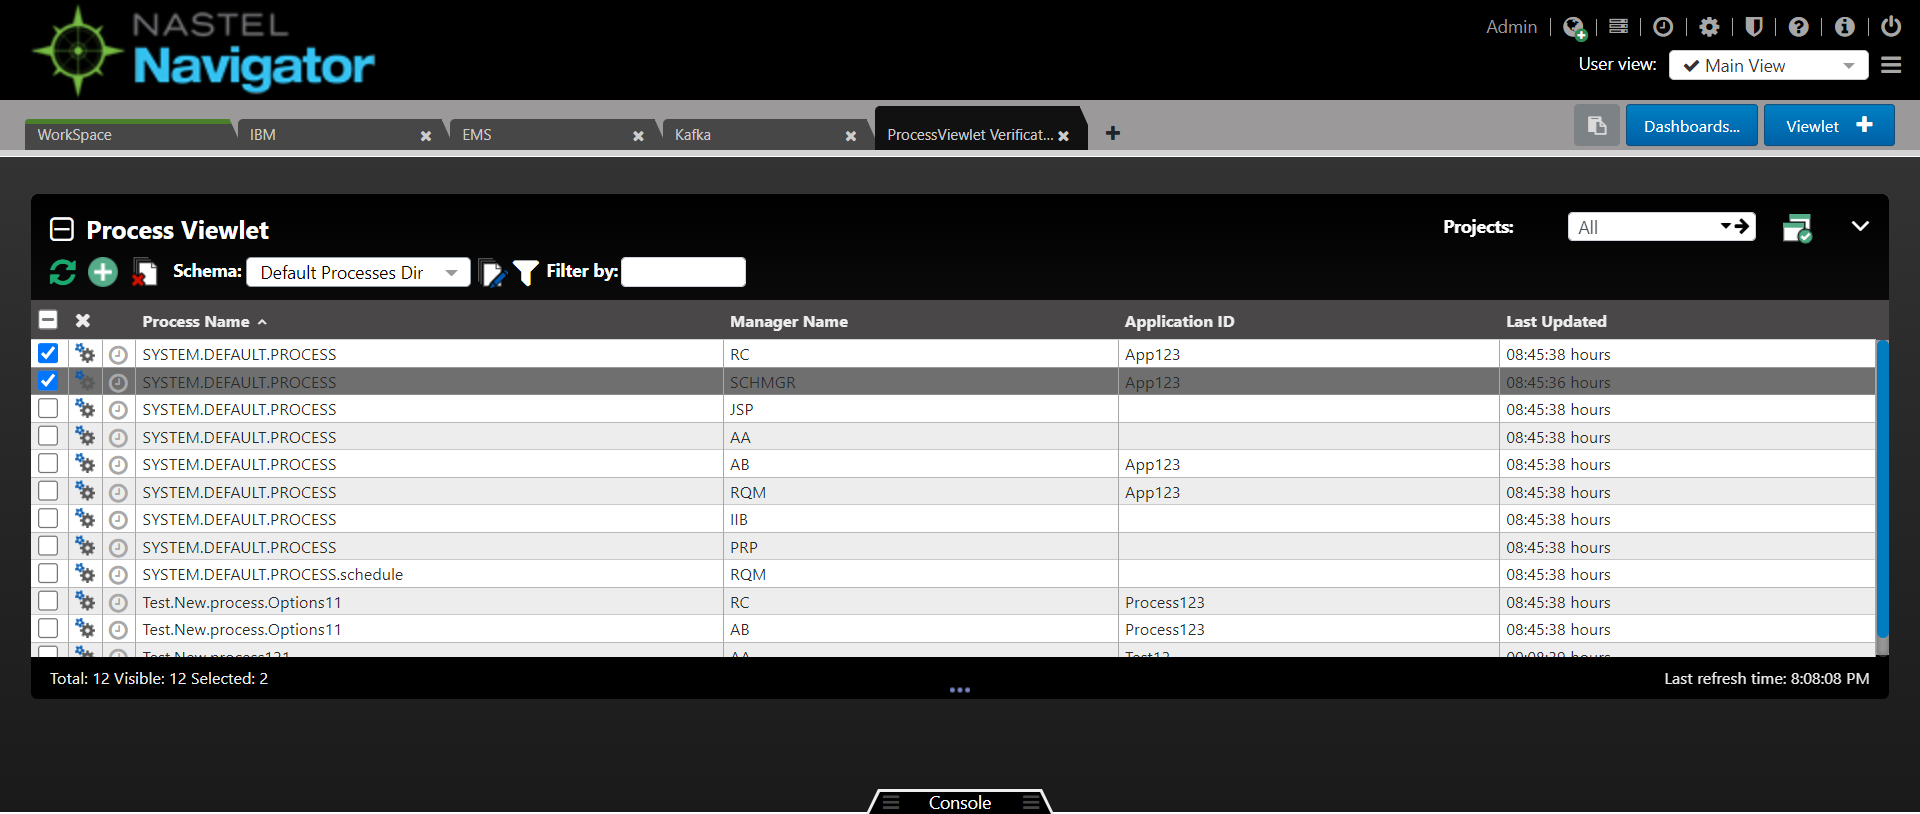 NASTEL
Navigator
Admin
User view: Main View
WorkSpace IBM EMS Kafka ProcessViewlet Verificat...
Dashboards... Viewlet
Process Viewlet
Projects: All
Schema: Default Processes Dir Filter by:
Process Name Manager Name Application ID Last Updated
SYSTEM.DEFAULT.PROCESS RC App123 08:45:38 hours
SYSTEM.DEFAULT.PROCESS SCHMGR App123 08:45:36 hours
SYSTEM.DEFAULT.PROCESS JSP 08:45:38 hours
SYSTEM.DEFAULT.PROCESS AA 08:45:38 hours
SYSTEM.DEFAULT.PROCESS AB App123 08:45:38 hours
SYSTEM.DEFAULT.PROCESS RQM App123 08:45:38 hours
SYSTEM.DEFAULT.PROCESS IIB 08:45:38 hours
SYSTEM.DEFAULT.PROCESS PRP 08:45:38 hours
SYSTEM.DEFAULT.PROCESS.schedule RQM 08:45:38 hours
Test.New.process.Options11 RC Process123 08:45:38 hours
Test.New.process.Options11 AB Process123 08:45:38 hours
Test.New.process121 AA Test12 hours
Total: 12 Visible: 12 Selected: 2
Last refresh time: 8:08:08 PM
Console